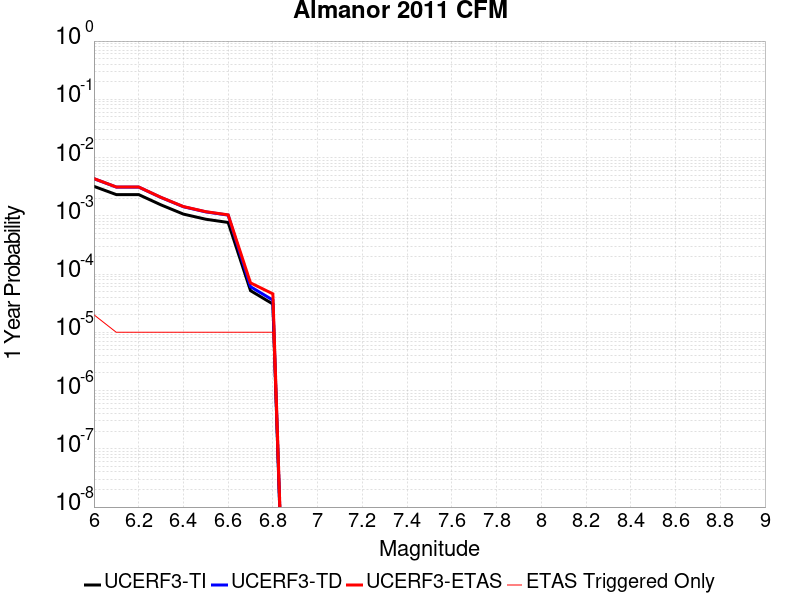 Almanor 2011 CFM
1 Year Probability
10^0
10^-1
10^-2
10^-3
10^-4
10^-5
10^-6
10^-7
10^-8
6 6.2 6.4 6.6 6.8 7 7.2 7.4 7.6 7.8 8 8.2 8.4 8.6 8.8 9
Magnitude
UCERF3-TI UCERF3-TD UCERF3-ETAS ETAS Triggered Only